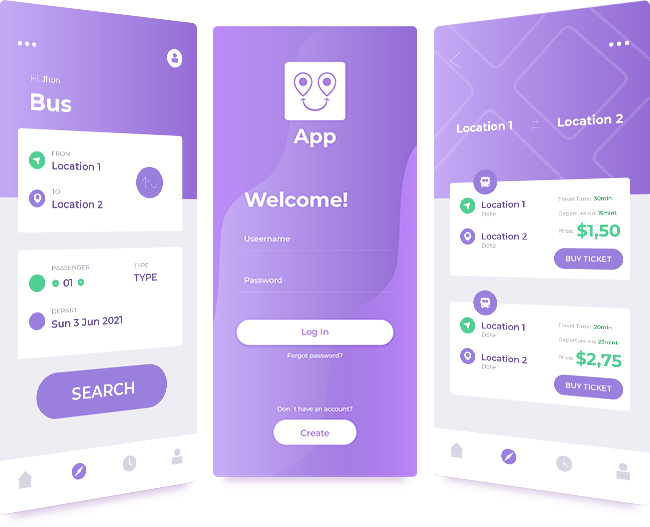 Hi, Jhon
Bus
FROM
Location 1
TO
Location 2
PASSENGER
01
TYPE
TYPE
DEPART
Sun 3 Jun 2021
SEARCH
App
Welcome!
Useername
Password
Log In
Forgot password?
Don´t have an account?
Create
Location 1
Location 2
Location 1
Date
Location 2
Date
Travel Time: 30min
Departure on: 15mint
Price: $1,50
BUY TICKET
Location 1
Date
Location 2
Date
Travel Time: 20min
Departure on: 25mint
Price: $2,75
BUY TICKET